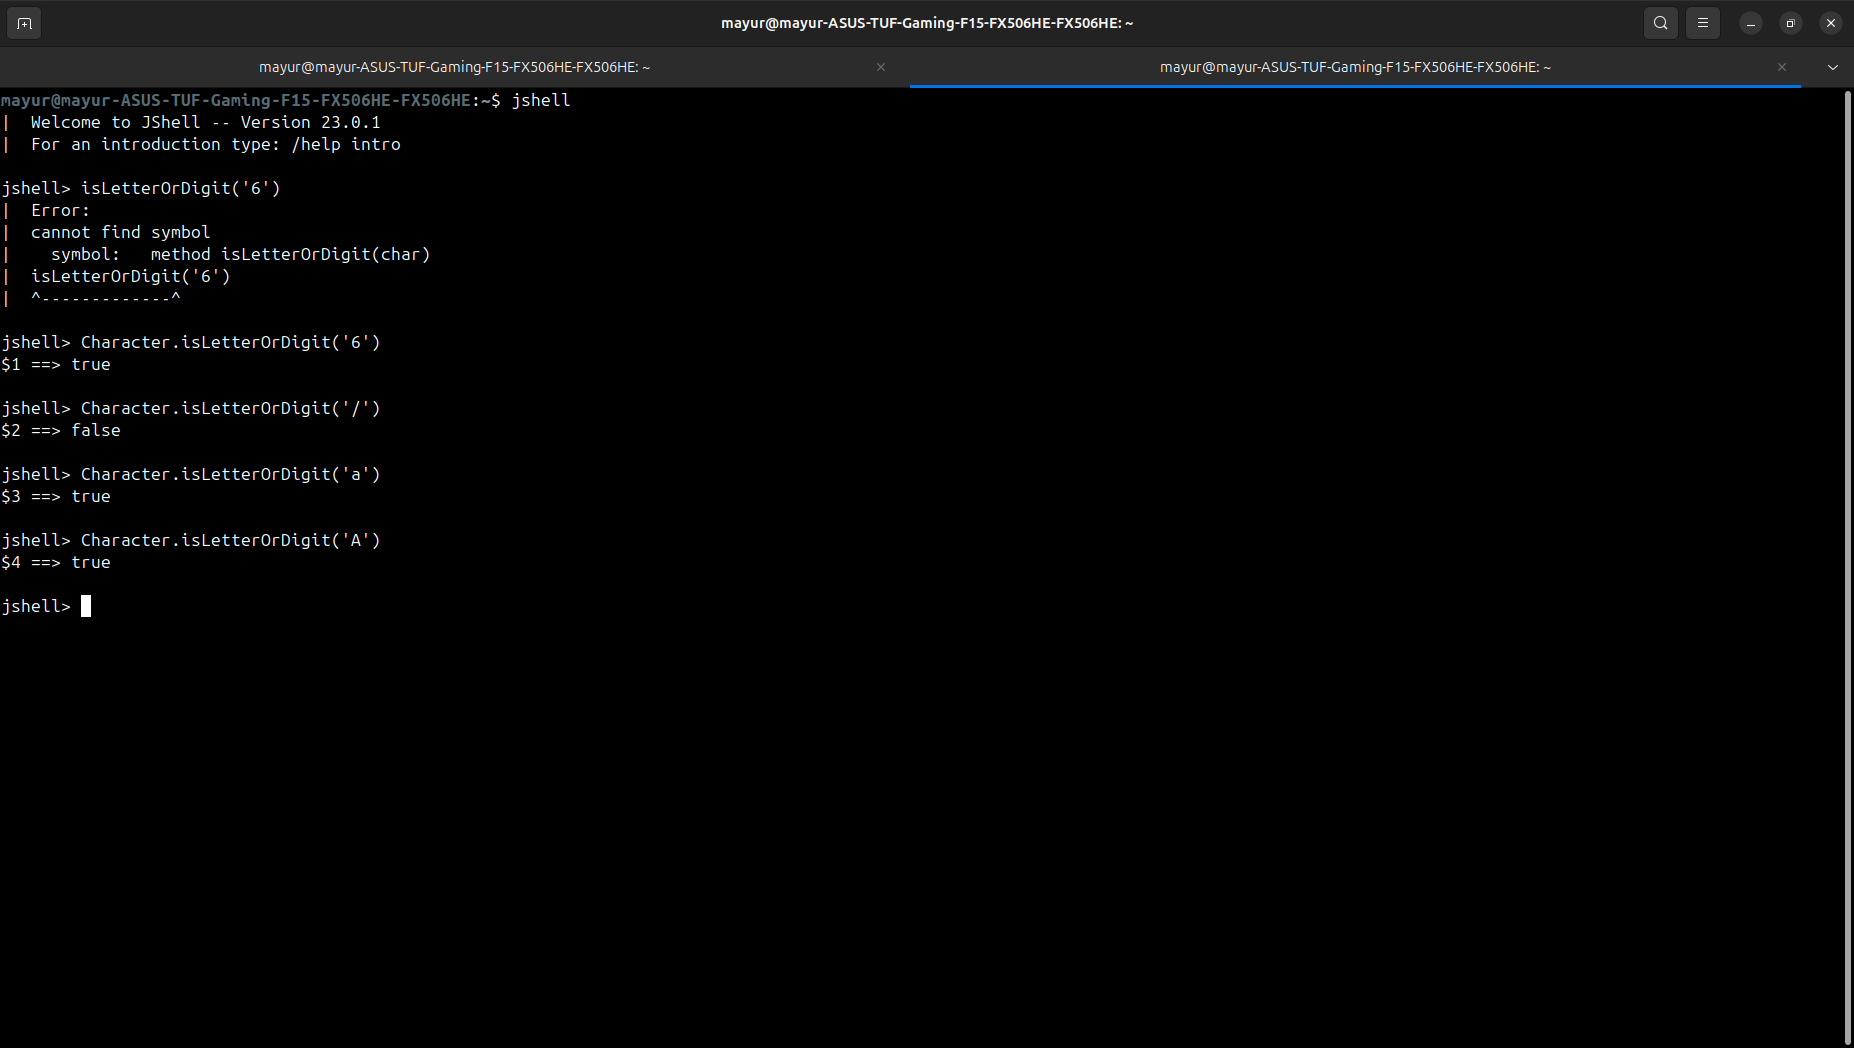 mayur@mayur-ASUS-TUF-Gaming-F15-FX506HE-FX506HE: ~
mayur@mayur-ASUS-TUF-Gaming-F15-FX506HE-FX506HE: ~
mayur@mayur-ASUS-TUF-Gaming-F15-FX506HE-FX506HE: ~
mayur@mayur-ASUS-TUF-Gaming-F15-FX506HE-FX506HE:~$ jshell
|  Welcome to JShell -- Version 23.0.1
|  For an introduction type: /help intro
jshell> isLetterOrDigit('6')
|  Error:
|  cannot find symbol
|    symbol:   method isLetterOrDigit(char)
|  isLetterOrDigit('6')
|  ^-------------^
jshell> Character.isLetterOrDigit('6')
$1 ==> true
jshell> Character.isLetterOrDigit('/')
$2 ==> false
jshell> Character.isLetterOrDigit('a')
$3 ==> true
jshell> Character.isLetterOrDigit('A')
$4 ==> true
jshell>